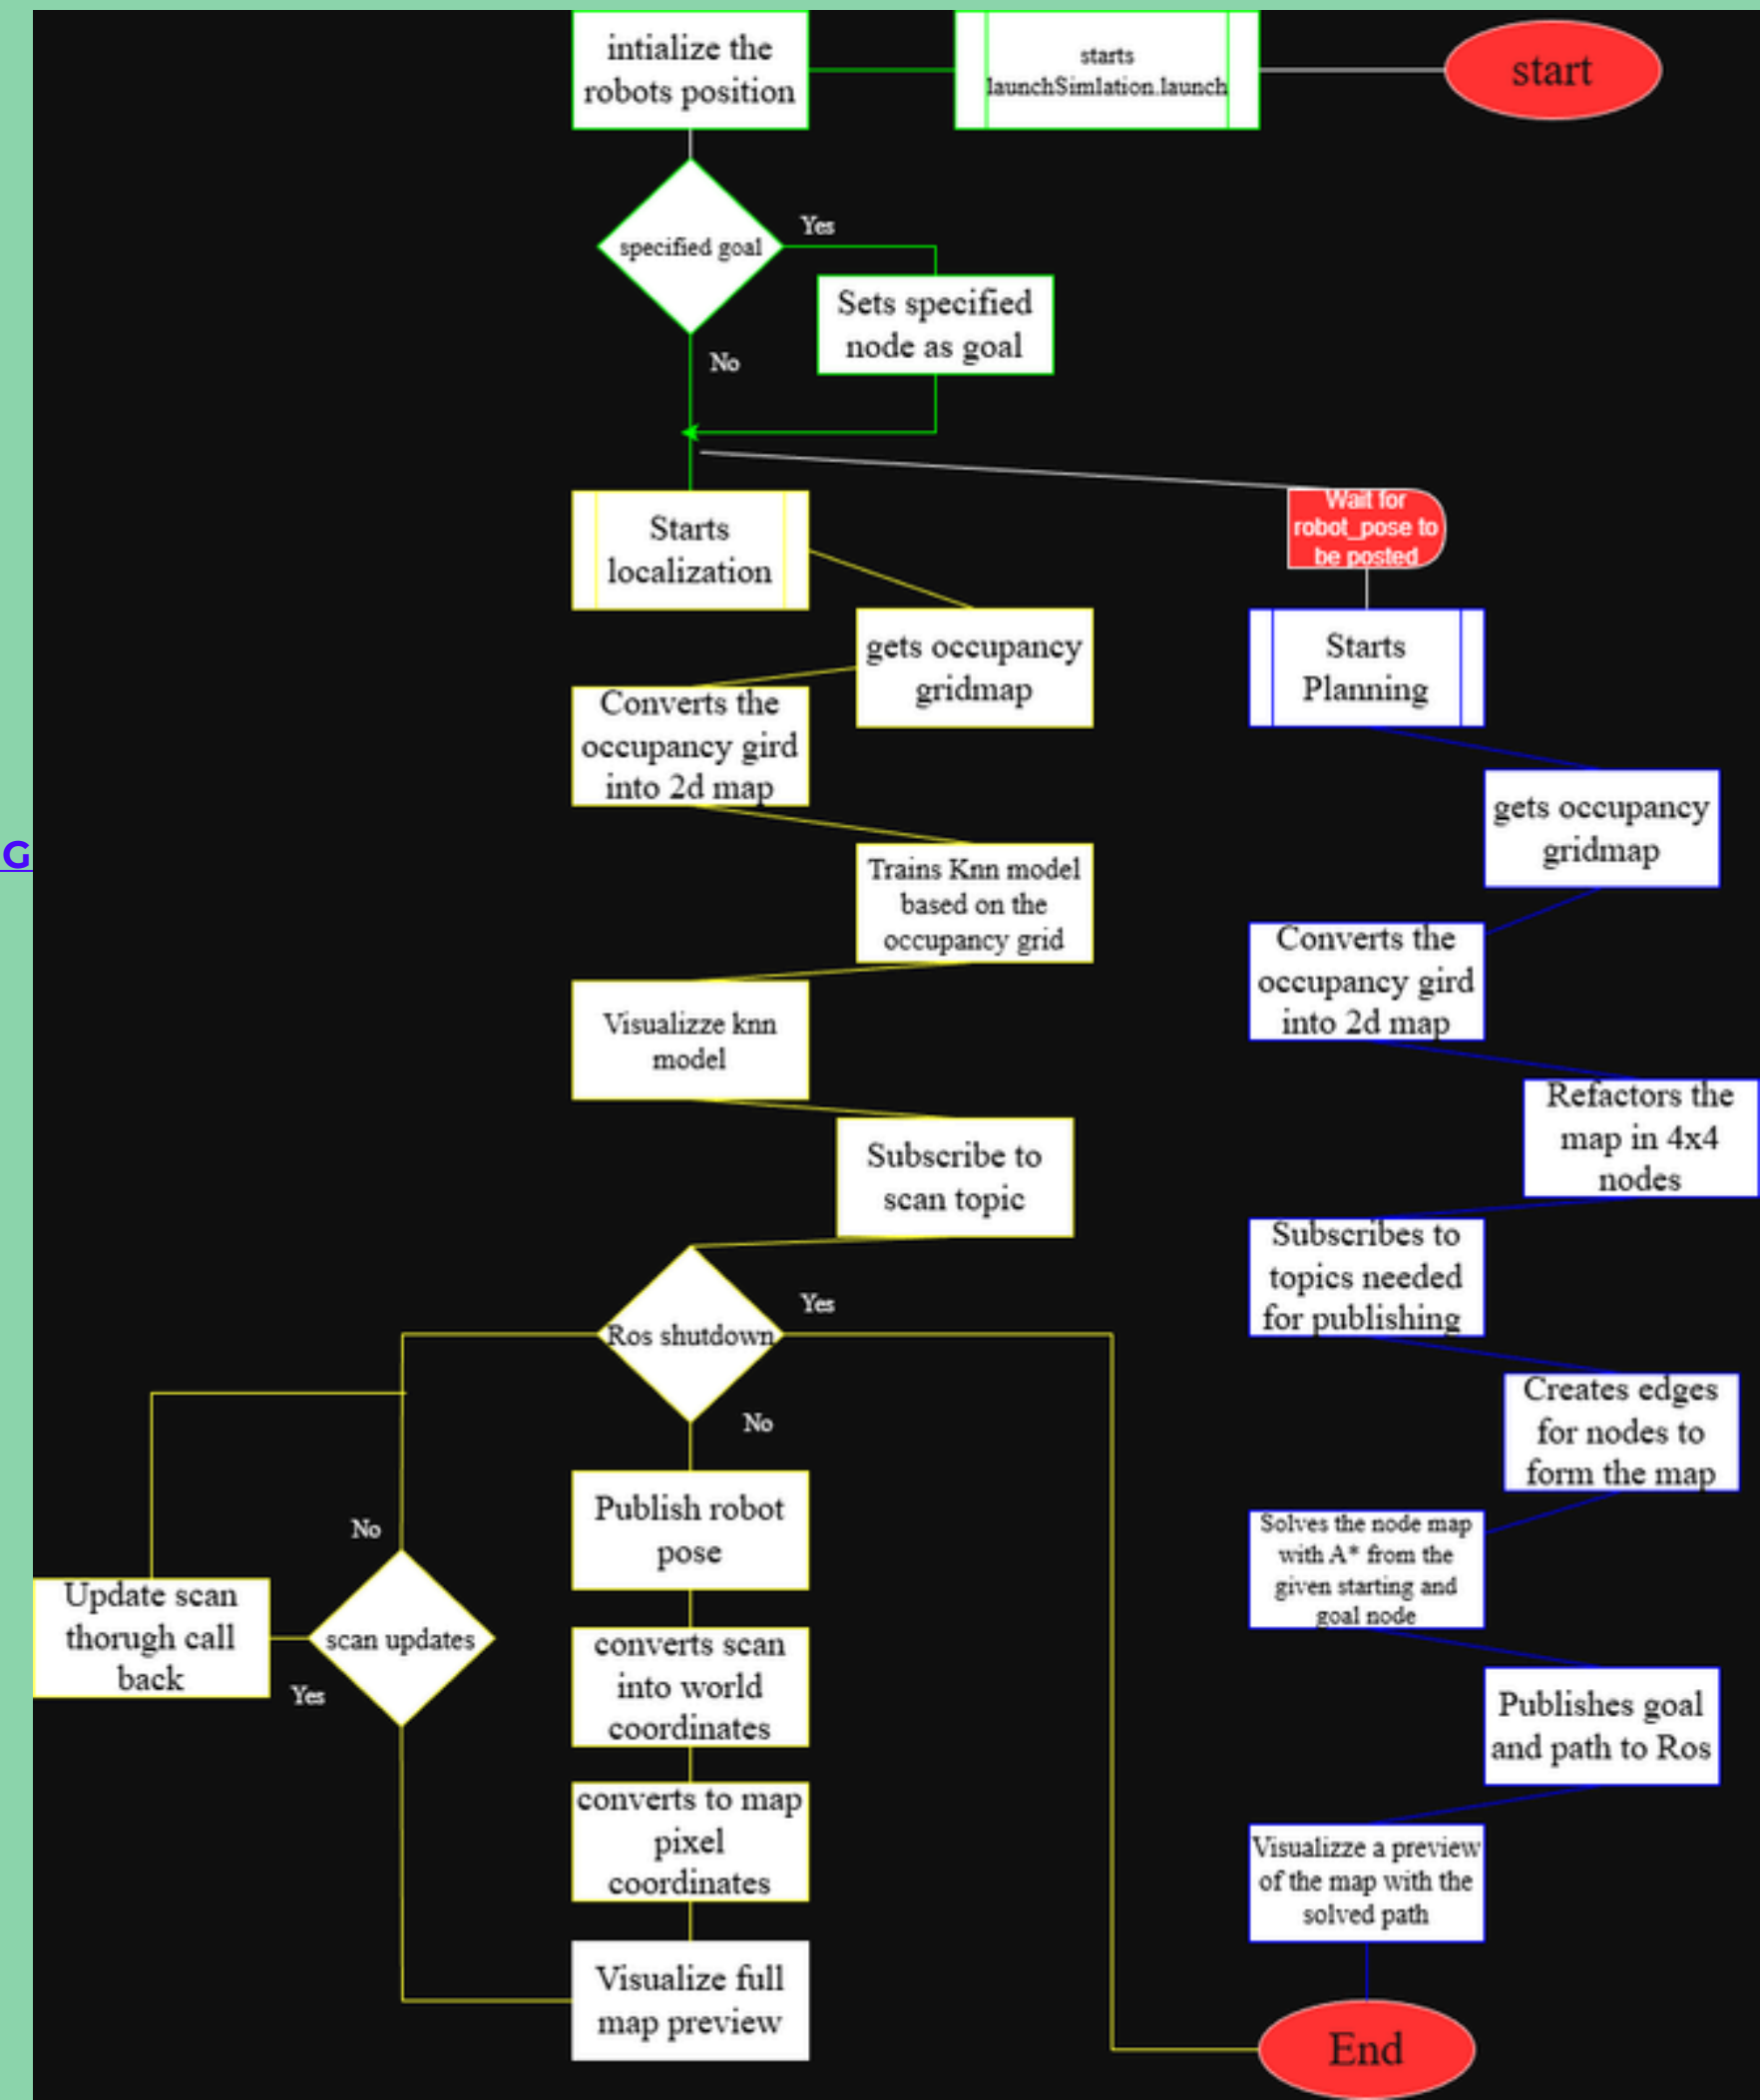 intialize the
robots position
starts
launchSimlation.launch
start
specified goal
Yes
Sets specified
node as goal
No
Wait for
robot_pose to
be posted
Starts
localization
gets occupancy
gridmap
Converts the
occupancy gird
into 2d map
Trains Knn model
based on the
occupancy grid
Visualizze knn
model
Subscribe to
scan topic
Ros shutdown
Yes
No
Publish robot
pose
converts scan
into world
coordinates
converts to map
pixel
coordinates
Visualize full
map preview
No
scan updates
Yes
Update scan
thorugh call
back
Starts
Planning
gets occupancy
gridmap
Converts the
occupancy gird
into 2d map
Refactors the
map in 4x4
nodes
Subscribes to
topics needed
for publishing
Creates edges
for nodes to
form the map
Solves the node map
with A* from the
given starting and
goal node
Publishes goal
and path to Ros
Visualizze a preview
of the map with the
solved path
End
G